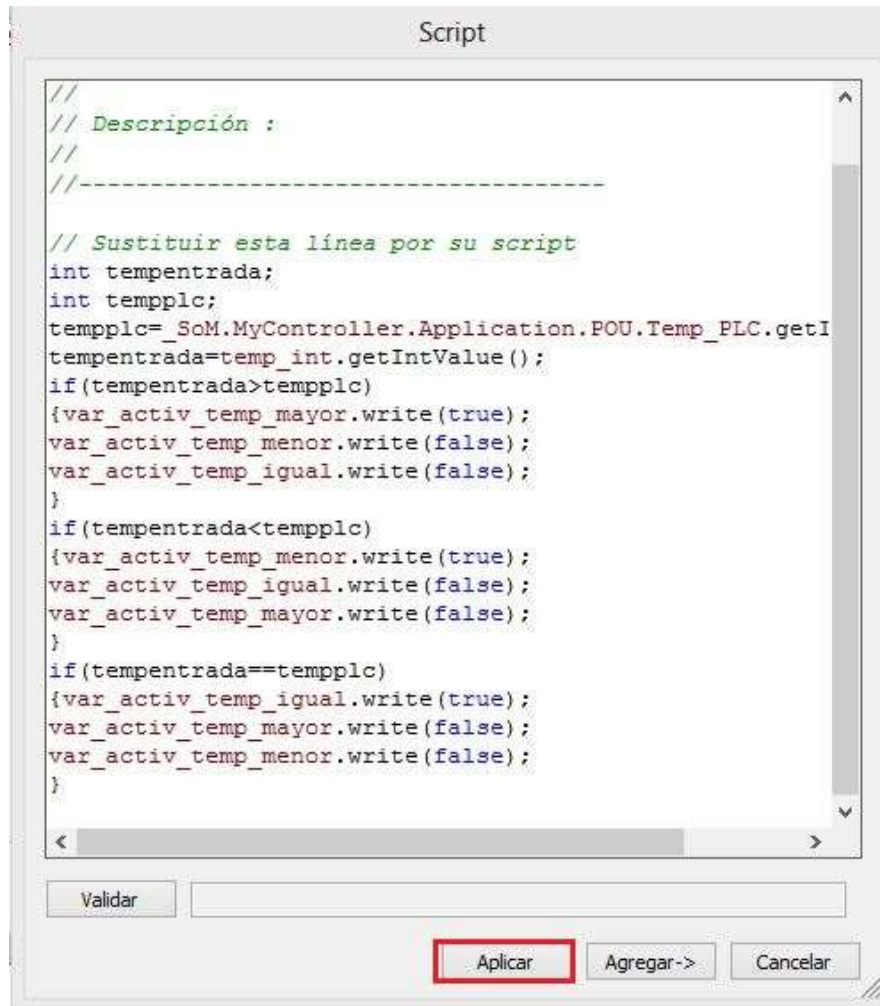 Script
//
// Descripción :
//
//-------------------------------------
// Sustituir esta línea por su script
int tempentrada;
int tempplc;
tempplc=_SoM.MyController.Application.POU.Temp_PLC.getI
tempentrada=temp_int.getIntValue();
if(tempentrada>tempplc)
{var_activ_temp_mayor.write(true);
var_activ_temp_menor.write(false);
var_activ_temp_igual.write(false);
}
if(tempentrada<tempplc)
{var_activ_temp_menor.write(true);
var_activ_temp_igual.write(false);
var_activ_temp_mayor.write(false);
}
if(tempentrada==tempplc)
{var_activ_temp_igual.write(true);
var_activ_temp_mayor.write(false);
var_activ_temp_menor.write(false);
}
Validar
Aplicar Agregar-> Cancelar